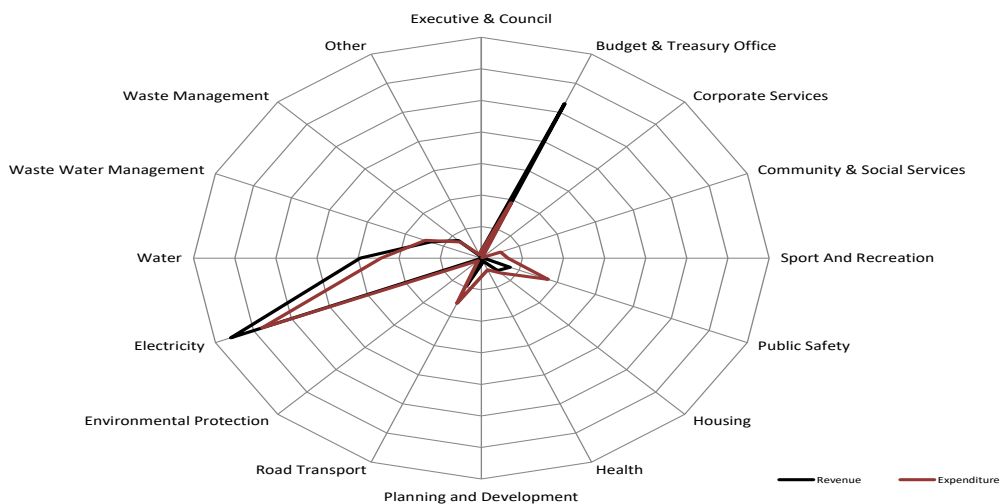 Executive & Council
Other
Budget & Treasury Office
Waste Management
Corporate Services
Waste Water Management
Community & Social Services
Water
Sport And Recreation
Electricity
Public Safety
Environmental Protection
Housing
Road Transport
Health
Planning and Development
Revenue
Expenditure